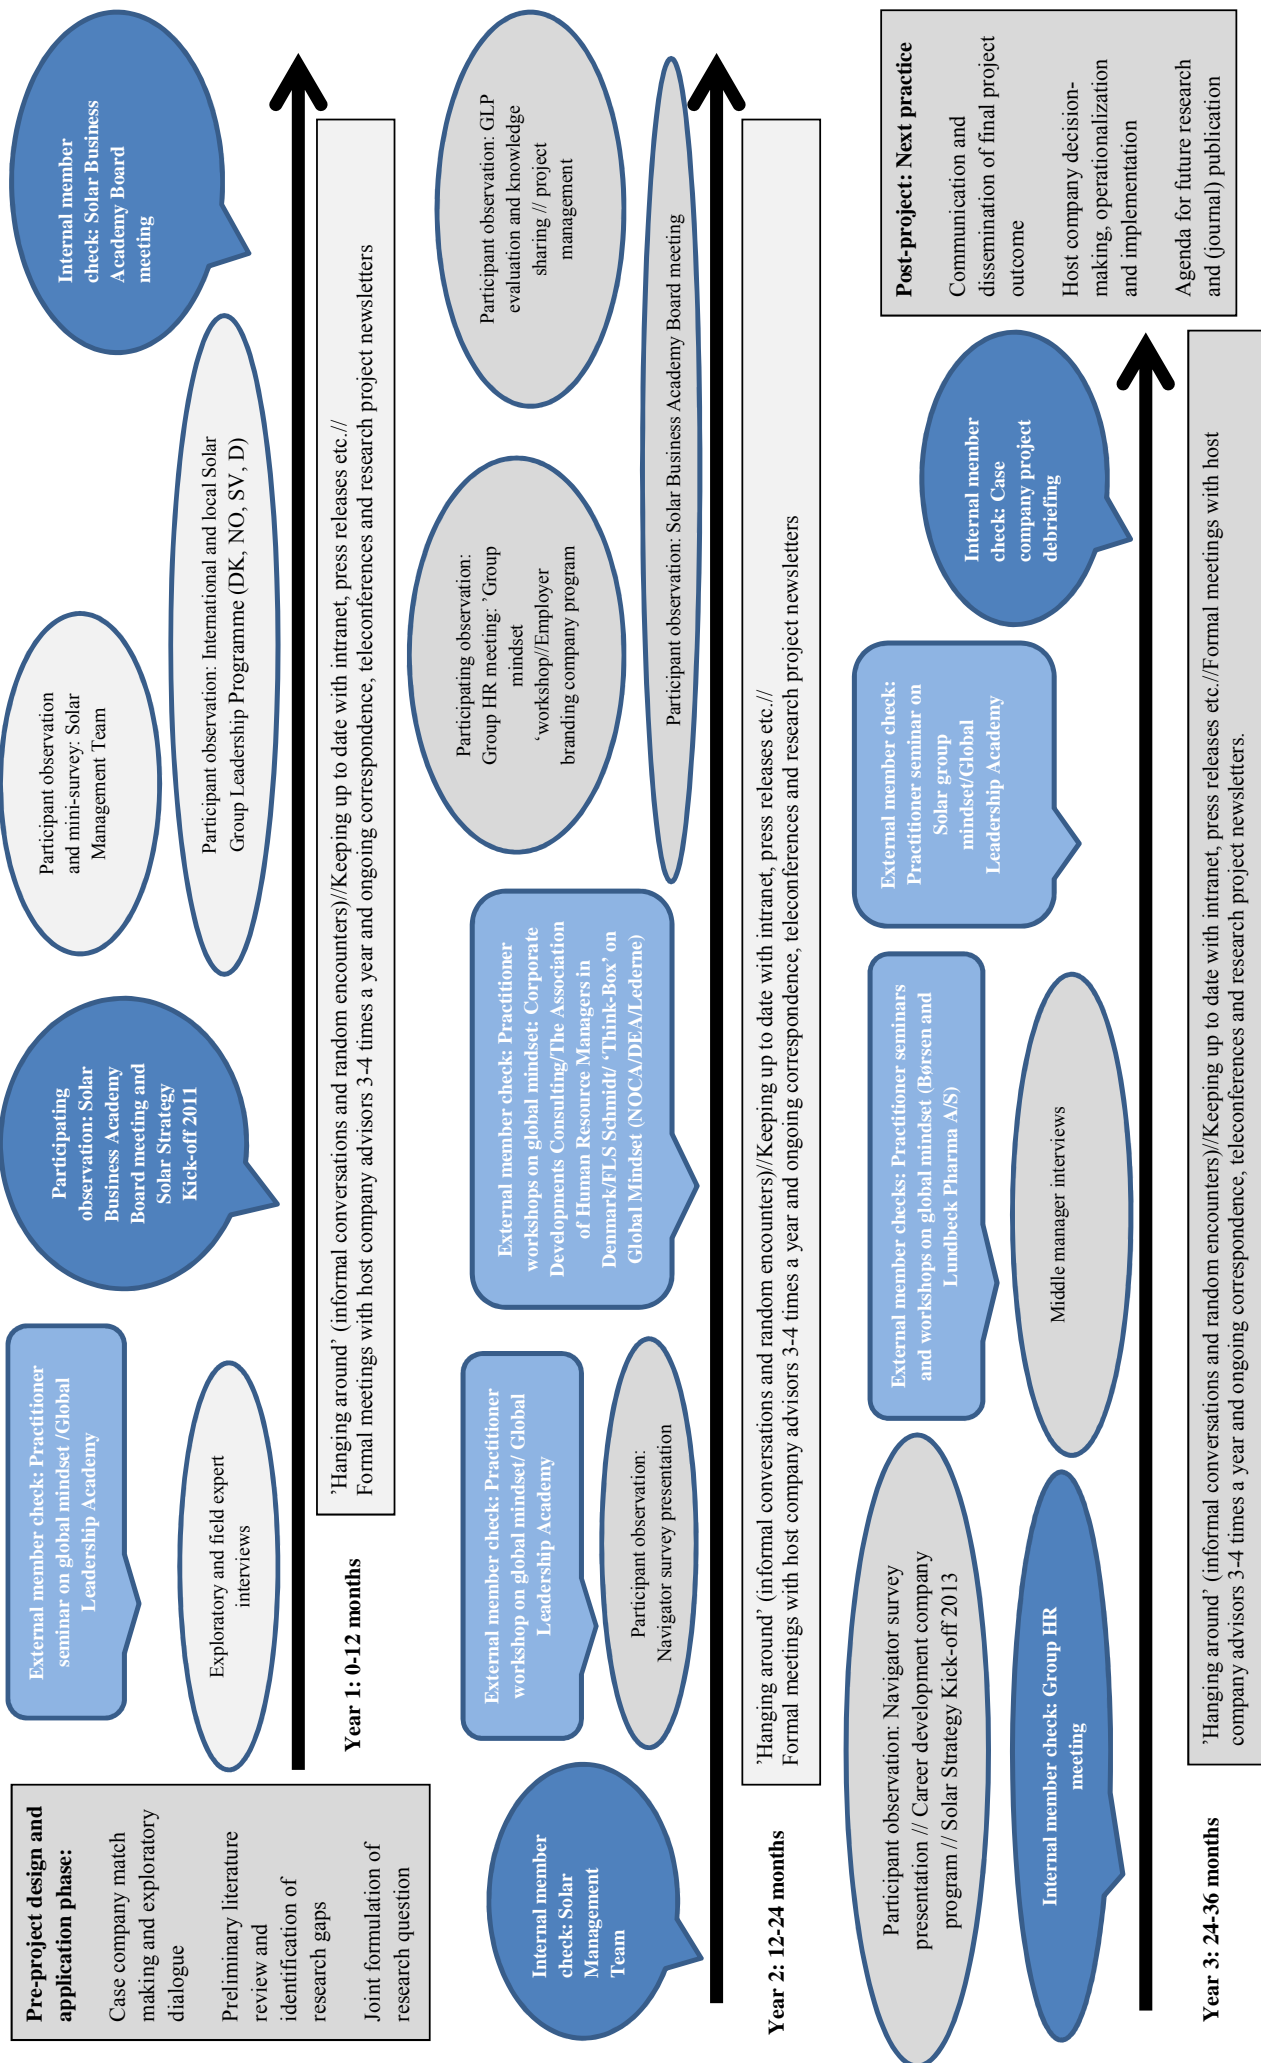 Pre-project design and
application phase:
Case company match
making and exploratory
dialogue
Preliminary literature
review and
identification of
research gaps
Joint formulation of
research question
External member check: Practitioner
seminar on global mindset /Global
Leadership Academy
Exploratory and field expert
interviews
Participating
observation: Solar
Business Academy
Board meeting and
Solar Strategy
Kick-off 2011
Participant observation
and mini-survey: Solar
Management Team
Participant observation: International and local Solar
Group Leadership Programme (DK, NO, SV, D)
Internal member
check: Solar Business
Academy Board
meeting
Year 1: 0-12 months
’Hanging around’ (informal conversations and random encounters)//Keeping up to date with intranet, press releases etc.//
Formal meetings with host company advisors 3-4 times a year and ongoing correspondence, teleconferences and research project newsletters
Internal member
check: Solar
Management
Team
External member check: Practitioner
workshop on global mindset/ Global
Leadership Academy
Participant observation:
Navigator survey presentation
External member check: Practitioner
workshops on global mindset: Corporate
Developments Consulting/The Association
of Human Resource Managers in
Denmark/FLS Schmidt/ ‘Think-Box’ on
Global Mindset (NOCA/DEA/Lederne)
Participating observation:
Group HR meeting: ’Group
mindset
‘workshop//Employer
branding company program
Participant observation: GLP
evaluation and knowledge
sharing // project
management
Participant observation: Solar Business Academy Board meeting
Year 2: 12-24 months
’Hanging around’ (informal conversations and random encounters)//Keeping up to date with intranet, press releases etc.//
Formal meetings with host company advisors 3-4 times a year and ongoing correspondence, teleconferences and research project newsletters
Participant observation: Navigator survey
presentation // Career development company
program // Solar Strategy Kick-off 2013
Internal member check: Group HR
meeting
External member checks: Practitioner seminars
and workshops on global mindset (Børsen and
Lundbeck Pharma A/S)
Middle manager interviews
External member check:
Practitioner seminar on
Solar group
mindset/Global
Leadership Academy
Internal member
check: Case
company project
debriefing
Post-project: Next practice
Communication and
dissemination of final project
outcome
Host company decision-
making, operationalization
and implementation
Agenda for future research
and (journal) publication
Year 3: 24-36 months
’Hanging around’ (informal conversations and random encounters)//Keeping up to date with intranet, press releases etc.//Formal meetings with host
company advisors 3-4 times a year and ongoing correspondence, teleconferences and research project newsletters.